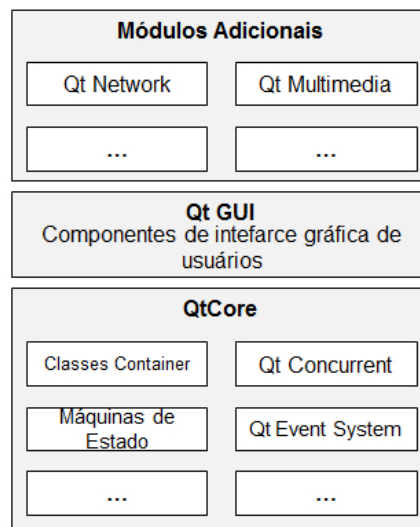 Módulos Adicionais
Qt Network
Qt Multimedia
...
...
Qt GUI
Componentes de intefarce gráfica de
usuários
QtCore
Classes Container
Qt Concurrent
Máquinas de
Estado
Qt Event System
...
...